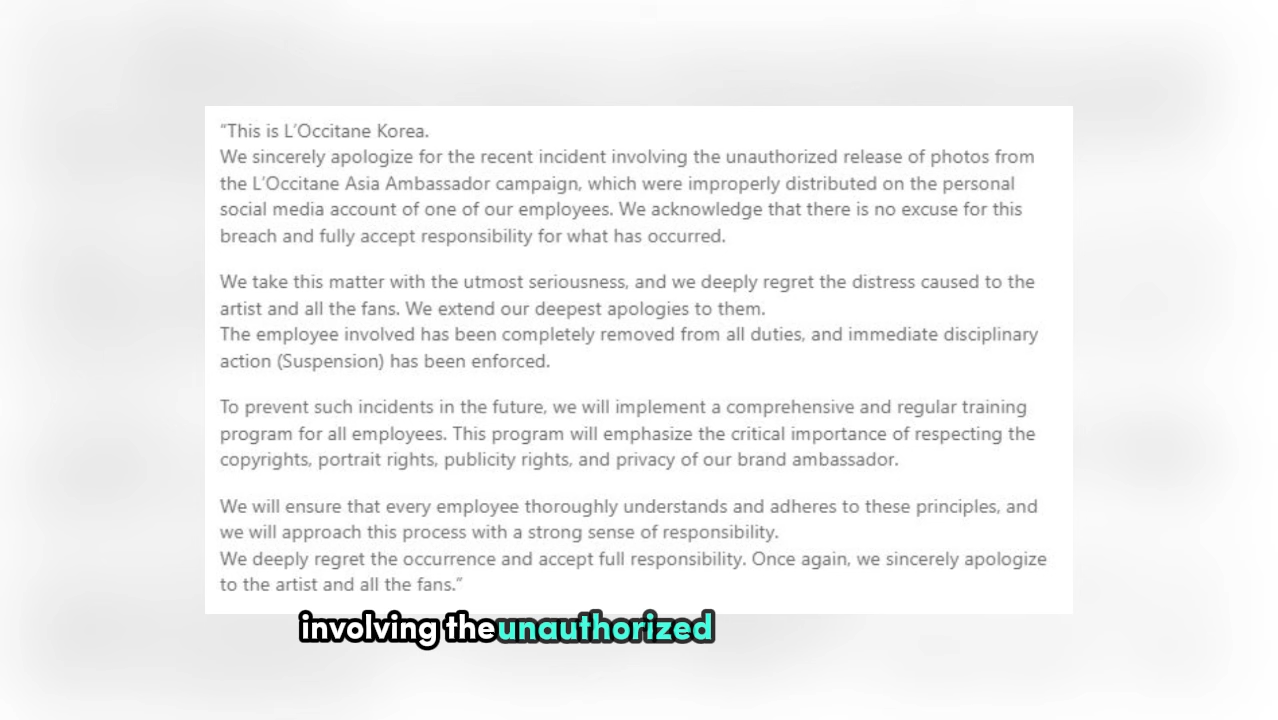 “This is L’Occitane Korea.
We sincerely apologize for the recent incident involving the unauthorized release of photos from
the L’Occitane Asia Ambassador campaign, which were improperly distributed on the personal
social media account of one of our employees. We acknowledge that there is no excuse for this
breach and fully accept responsibility for what has occurred.
We take this matter with the utmost seriousness, and we deeply regret the distress caused to the
artist and all the fans. We extend our deepest apologies to them.
The employee involved has been completely removed from all duties, and immediate disciplinary
action (Suspension) has been enforced.
To prevent such incidents in the future, we will implement a comprehensive and regular training
program for all employees. This program will emphasize the critical importance of respecting the
copyrights, portrait rights, publicity rights, and privacy of our brand ambassador.
We will ensure that every employee thoroughly understands and adheres to these principles, and
we will approach this process with a strong sense of responsibility.
We deeply regret the occurrence and accept full responsibility. Once again, we sincerely apologize
to the artist and all the fans.”
involving the unauthorized